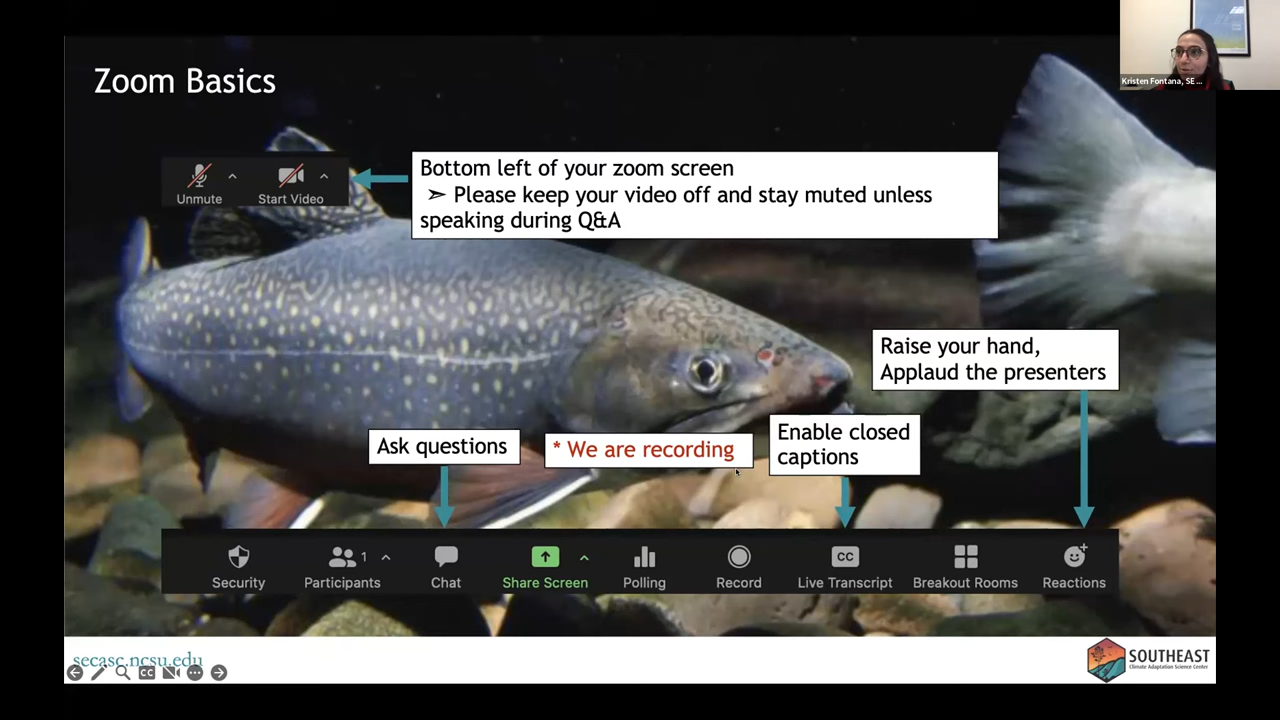 Kristen Fontana, SE ...
Zoom Basics
Unmute
Start Video
Bottom left of your zoom screen
➢ Please keep your video off and stay muted unless
speaking during Q&A
Raise your hand,
Applaud the presenters
Ask questions
* We are recording
Enable closed
captions
Security
Participants
1
Chat
Share Screen
Polling
Record
CC
Live Transcript
Breakout Rooms
Reactions
secasc.ncsu.edu
CC
SOUTHEAST
Climate Adaptation Science Center